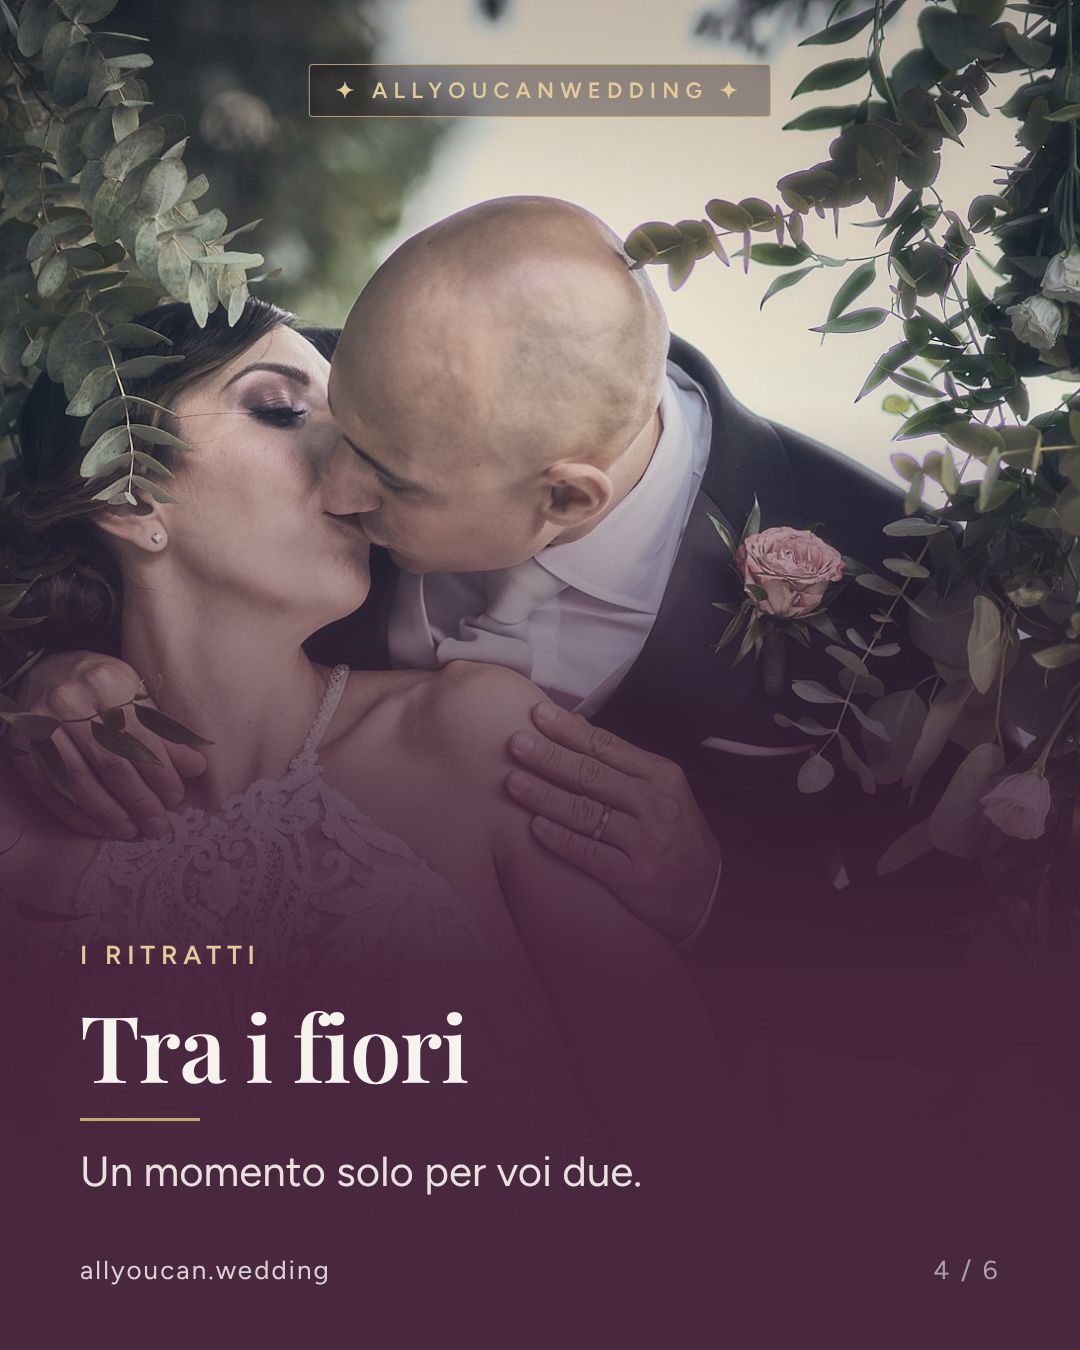 ✦ ALLYOUCANWEDDING ✦
I RITRATTI
Tra i fiori
Un momento solo per voi due.
allyoucan.wedding
4 / 6